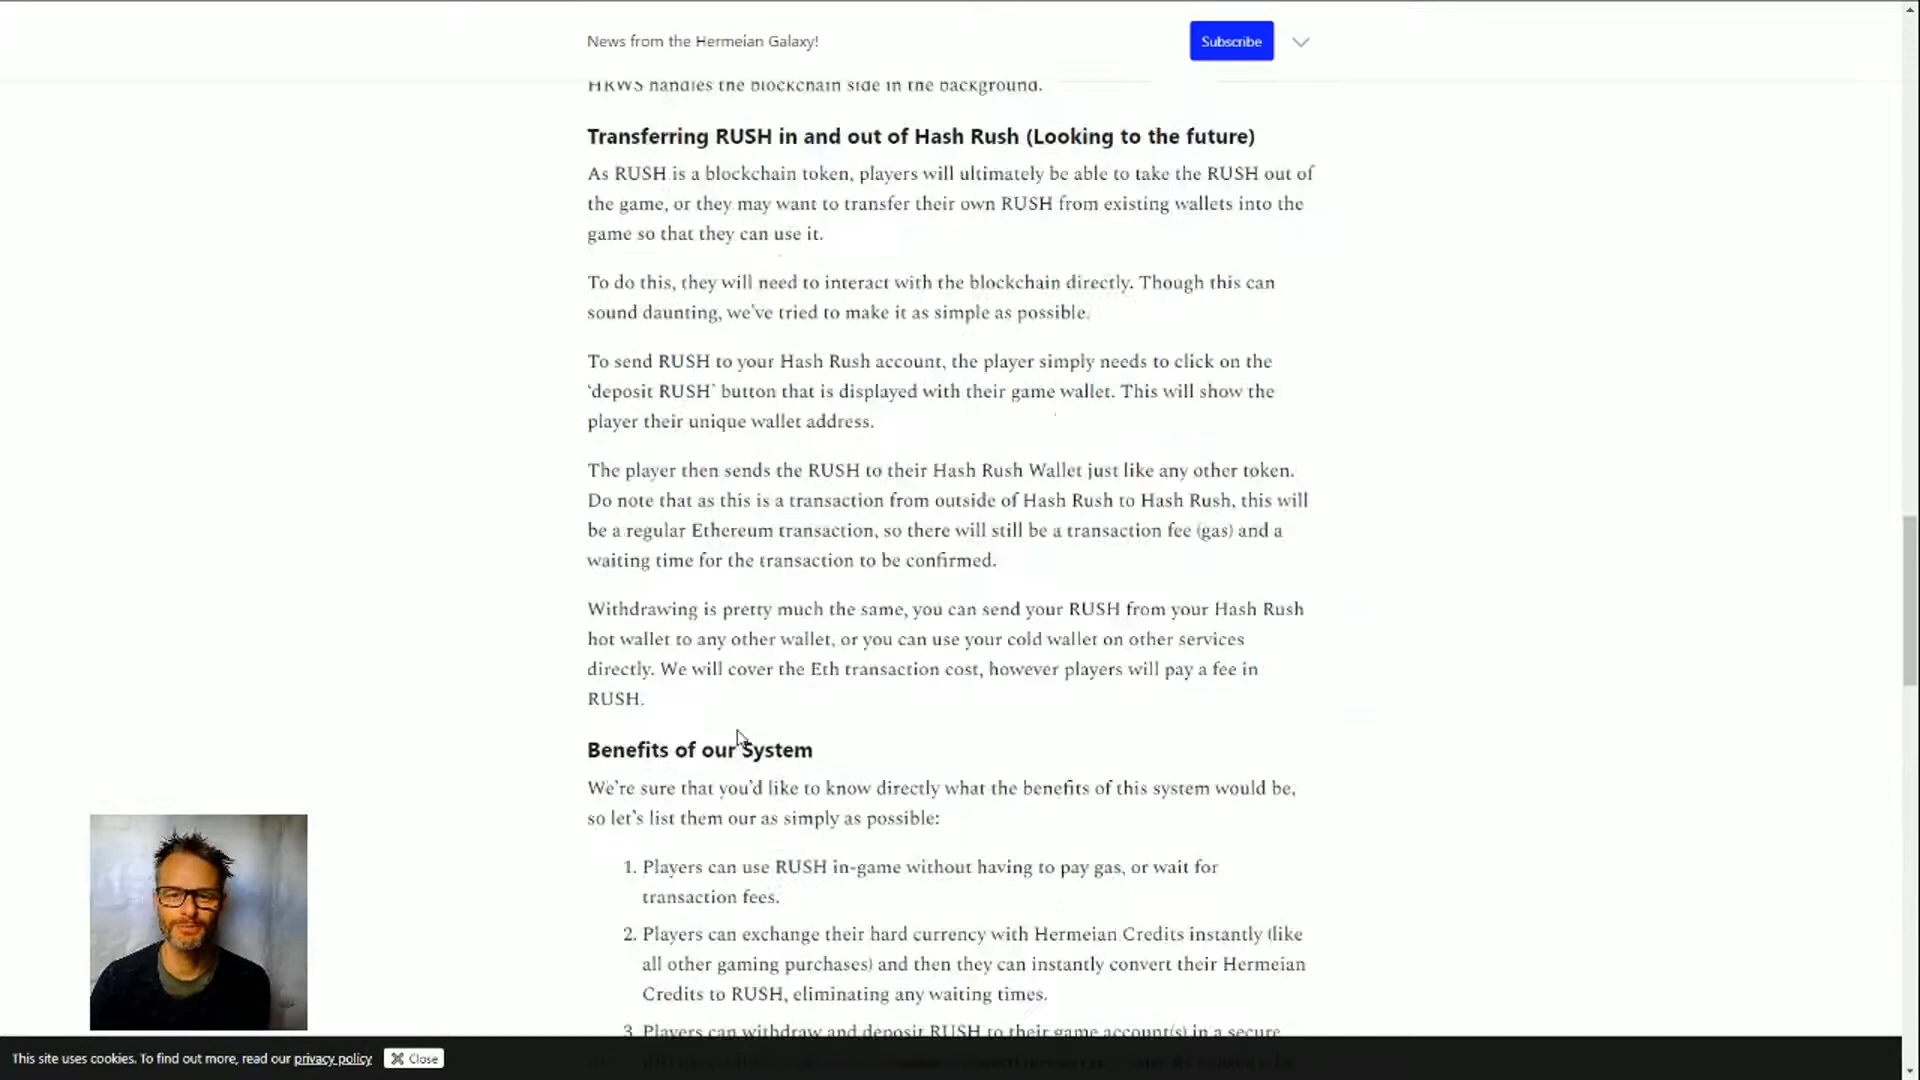 News from the Hermeian Galaxy!
Subscribe
HRWS handles the blockchain side in the background.
Transferring RUSH in and out of Hash Rush (Looking to the future)
As RUSH is a blockchain token, players will ultimately be able to take the RUSH out of
the game, or they may want to transfer their own RUSH from existing wallets into the
game so that they can use it.
To do this, they will need to interact with the blockchain directly. Though this can
sound daunting, we've tried to make it as simple as possible.
To send RUSH to your Hash Rush account, the player simply needs to click on the
‘deposit RUSH’ button that is displayed with their game wallet. This will show the
player their unique wallet address.
The player then sends the RUSH to their Hash Rush Wallet just like any other token.
Do note that as this is a transaction from outside of Hash Rush to Hash Rush, this will
be a regular Ethereum transaction, so there will still be a transaction fee (gas) and a
waiting time for the transaction to be confirmed.
Withdrawing is pretty much the same, you can send your RUSH from your Hash Rush
hot wallet to any other wallet, or you can use your cold wallet on other services
directly. We will cover the Eth transaction cost, however players will pay a fee in
RUSH.
Benefits of our System
We're sure that you'd like to know directly what the benefits of this system would be,
so let's list them our as simply as possible:
1. Players can use RUSH in-game without having to pay gas, or wait for
transaction fees.
2. Players can exchange their hard currency with Hermeian Credits instantly (like
all other gaming purchases) and then they can instantly convert their Hermeian
Credits to RUSH, eliminating any waiting times.
3. Players can withdraw and deposit RUSH to their game account(s) in a secure
This site uses cookies. To find out more, read our privacy policy
Close